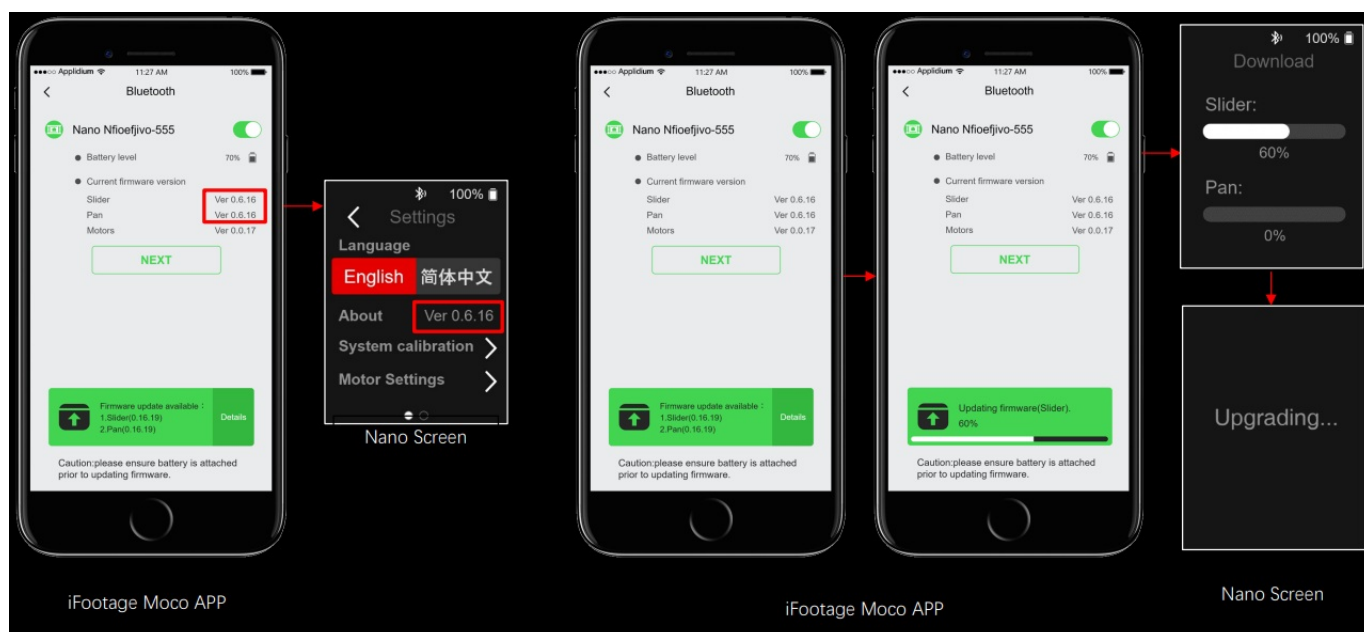 Applidium 11:27 AM 100%
Bluetooth
Nano Nfioefjivo-555
Battery level 70%
Current firmware version
Slider Ver 0.6.16
Pan Ver 0.6.16
Motors Ver 0.0.17
NEXT
Firmware update available :
1.Slider(0.16.19)
2.Pan(0.16.19)
Details
Caution:please ensure battery is attached
prior to updating firmware.
iFootage Moco APP
100%
Settings
Language
English 简体中文
About Ver 0.6.16
System calibration
Motor Settings
Nano Screen
Applidium 11:27 AM 100%
Bluetooth
Nano Nfioefjivo-555
Battery level 70%
Current firmware version
Slider Ver 0.6.16
Pan Ver 0.6.16
Motors Ver 0.0.17
NEXT
Firmware update available :
1.Slider(0.16.19)
2.Pan(0.16.19)
Details
Caution:please ensure battery is attached
prior to updating firmware.
Applidium 11:27 AM 100%
Bluetooth
Nano Nfioefjivo-555
Battery level 70%
Current firmware version
Slider Ver 0.6.16
Pan Ver 0.6.16
Motors Ver 0.0.17
NEXT
Updating firmware(Slider).
60%
Caution:please ensure battery is attached
prior to updating firmware.
iFootage Moco APP
100%
Download
Slider:
60%
Pan:
0%
Upgrading...
Nano Screen